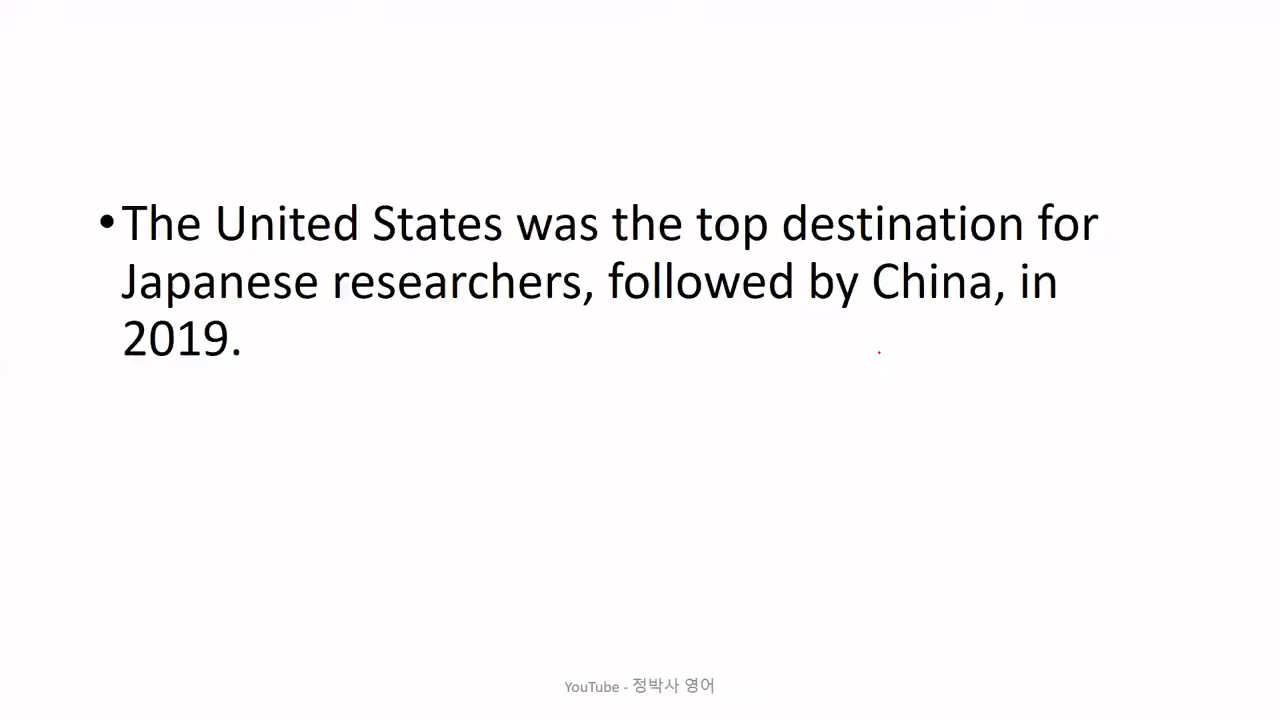 •The United States was the top destination for
Japanese researchers, followed by China, in
2019.
YouTube - 정박사 영어